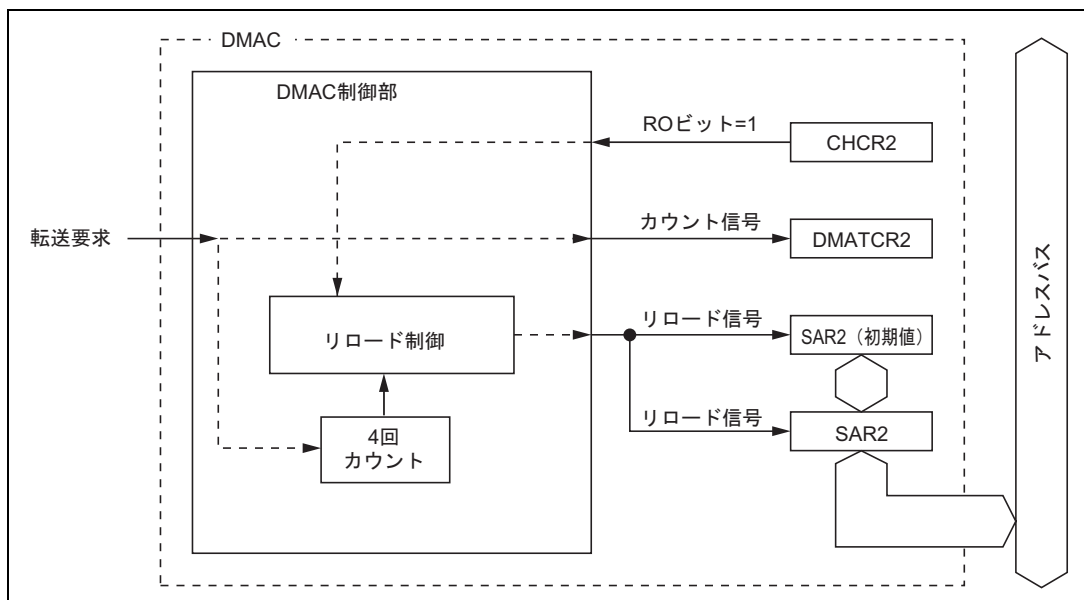 DMAC
DMAC制御部
ROビット=1
CHCR2
転送要求
カウント信号
DMATCR2
リロード制御
リロード信号
SAR2（初期値）
リロード信号
SAR2
4回
カウント
アドレスバス